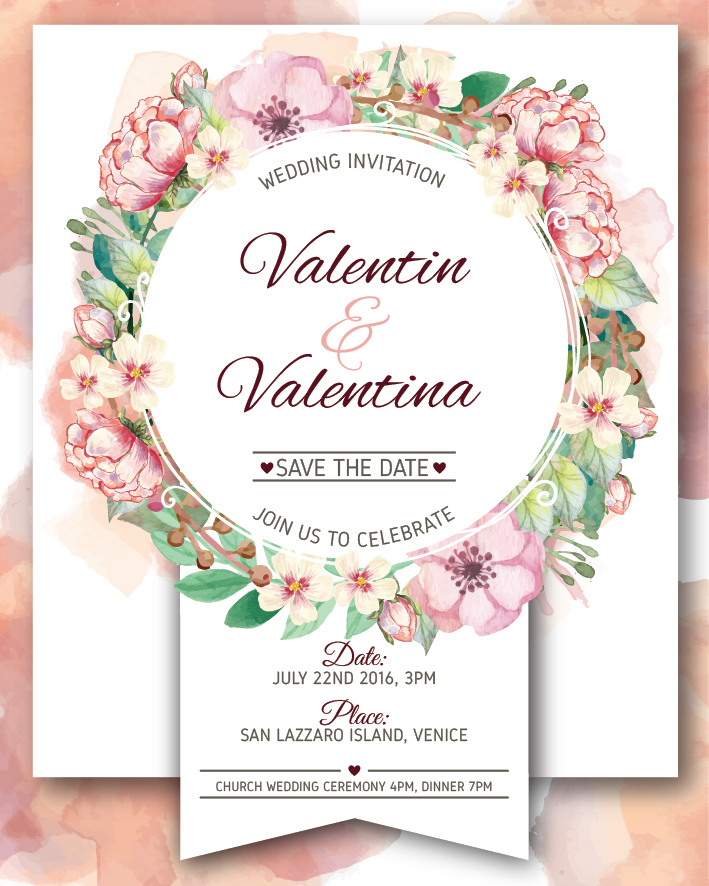 WEDDING INVITATION
Valentin
&
Valentina
SAVE THE DATE
JOIN US TO CELEBRATE
Date:
JULY 22ND 2016, 3PM
Place:
SAN LAZZARO ISLAND, VENICE
CHURCH WEDDING CEREMONY 4PM, DINNER 7PM